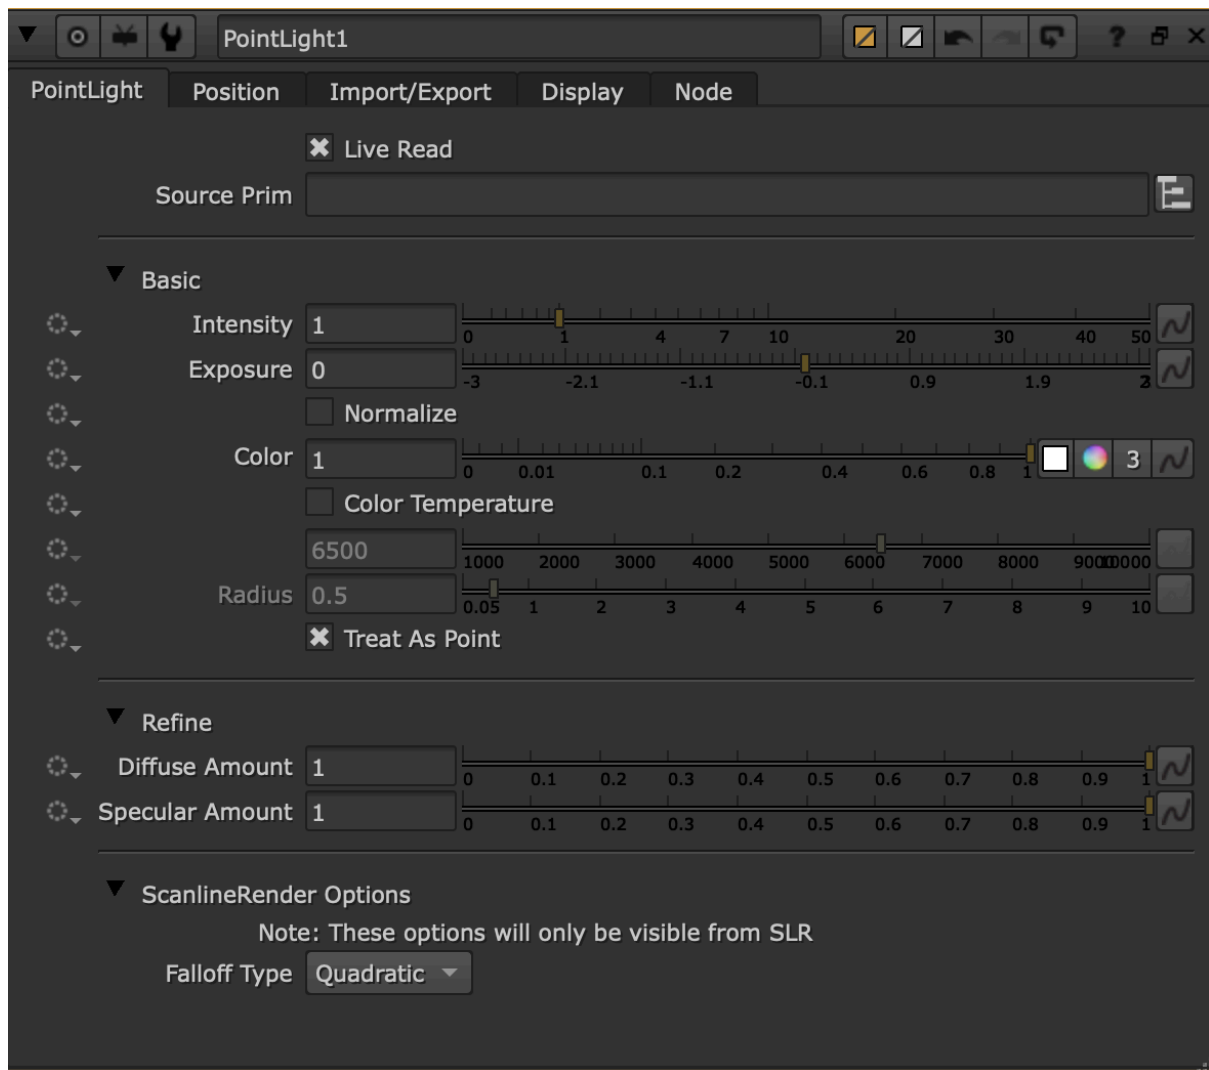 PointLight1 ?
PointLight Position Import/Export Display Node
Live Read
Source Prim
Basic
Intensity 1 0 1 4 7 10 20 30 40 50
Exposure 0 -3 -2.1 -1.1 -0.1 0.9 1.9
Normalize
Color 1 0 0.01 0.1 0.2 0.4 0.6 0.8 1 3
Color Temperature
6500 1000 2000 3000 4000 5000 6000 7000 8000
Radius 0.5 0.05 1 2 3 4 5 6 7 8 9 10
Treat As Point
Refine
Diffuse Amount 1 0 0.1 0.2 0.3 0.4 0.5 0.6 0.7 0.8 0.9 1
Specular Amount 1 0 0.1 0.2 0.3 0.4 0.5 0.6 0.7 0.8 0.9 1
ScanlineRender Options
Note: These options will only be visible from SLR
Falloff Type Quadratic